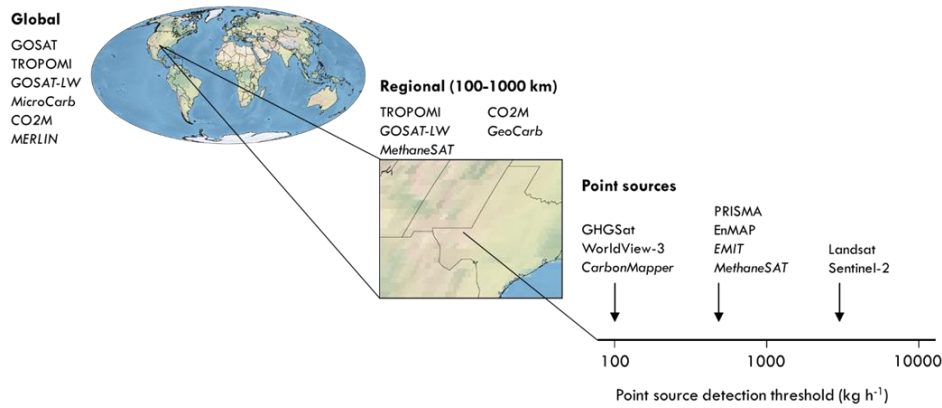 Global
GOSAT
TROPOMI
GOSAT-LW
MicroCarb
CO2M
MERLIN
Regional (100-1000 km)
TROPOMI CO2M
GOSAT-LW GeoCarb
MethaneSAT
Point sources
GHGSat
WorldView-3
CarbonMapper
PRISMA
EnMAP
EMIT
MethaneSAT
Landsat
Sentinel-2
100 1000 10000
Point source detection threshold (kg h⁻¹)